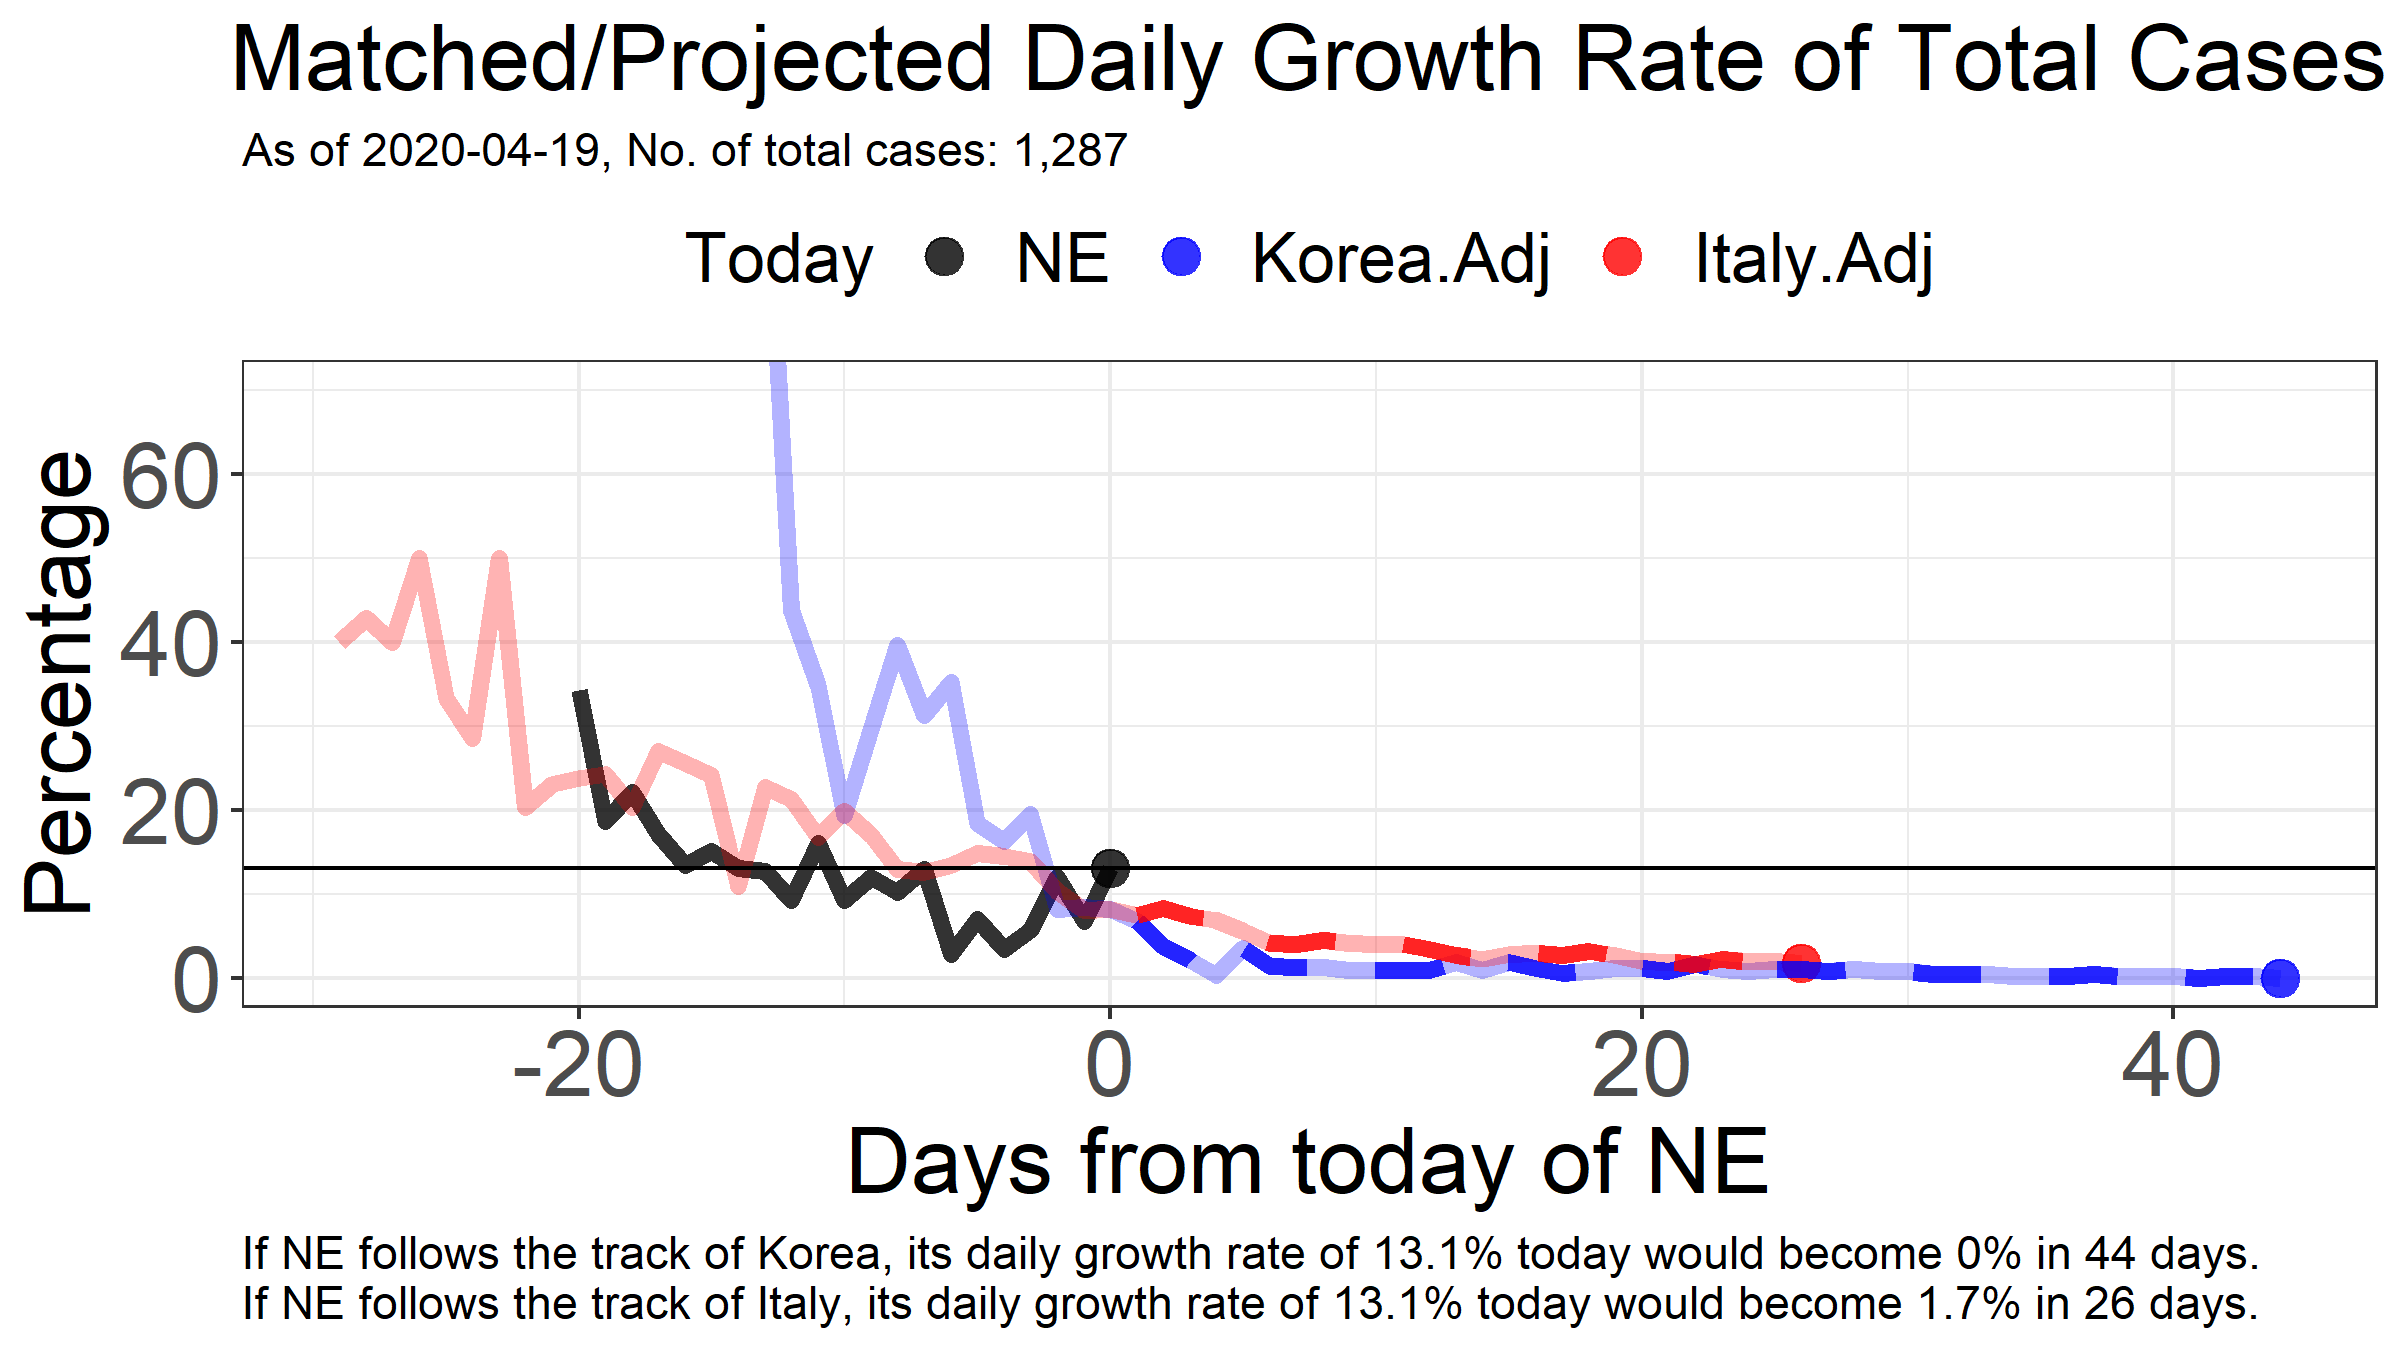 Matched/Projected Daily Growth Rate of Total Cases
As of 2020-04-19, No. of total cases: 1,287
Today NE Korea.Adj Italy.Adj
Percentage
60
40
20
0
-20 0 20 40
Days from today of NE
If NE follows the track of Korea, its daily growth rate of 13.1% today would become 0% in 44 days.
If NE follows the track of Italy, its daily growth rate of 13.1% today would become 1.7% in 26 days.